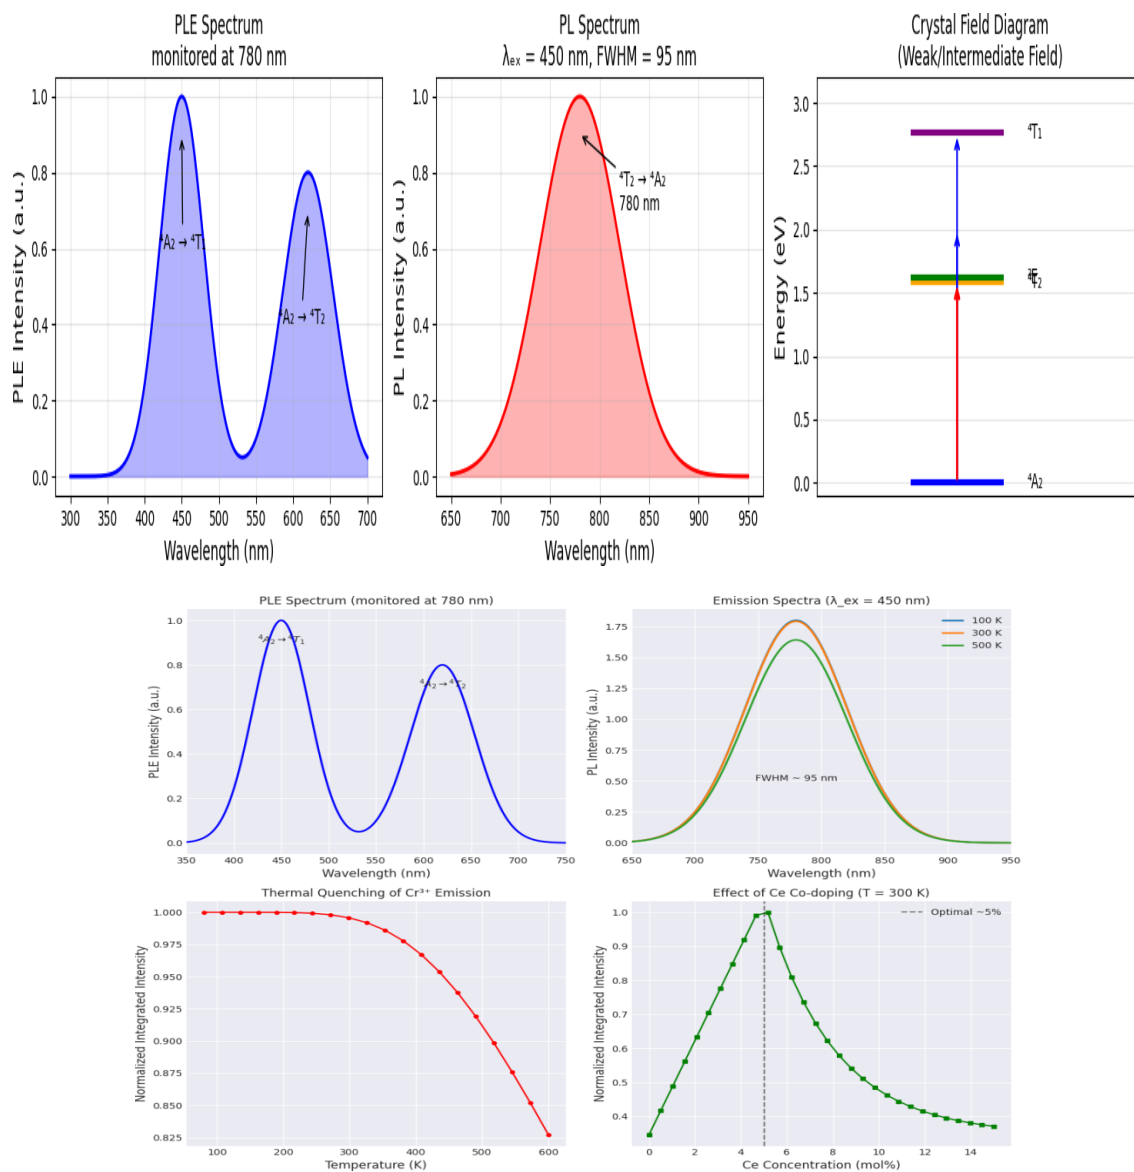 PLE Spectrum
monitored at 780 nm
PLE Intensity (a.u.)
1.0
0.8
0.6
0.4
0.2
0.0
⁴A₂ → ⁴T₁
⁴A₂ → ⁴T₂
300 350 400 450 500 550 600 650 700
Wavelength (nm)
PL Spectrum
λₑₓ = 450 nm, FWHM = 95 nm
PL Intensity (a.u.)
1.0
0.8
0.6
0.4
0.2
0.0
⁴T₂ → ⁴A₂
780 nm
650 700 750 800 850 900 950
Wavelength (nm)
Crystal Field Diagram
(Weak/Intermediate Field)
Energy (eV)
3.0
2.5
2.0
1.5
1.0
0.5
0.0
⁴T₁
⁴A₂
PLE Spectrum (monitored at 780 nm)
PLE Intensity (a.u.)
1.0
0.8
0.6
0.4
0.2
0.0
⁴A₂ → ⁴T₁
⁴A₂ → ⁴T₂
350 400 450 500 550 600 650 700 750
Wavelength (nm)
Emission Spectra (λ_ex = 450 nm)
PL Intensity (a.u.)
1.75
1.50
1.25
1.00
0.75
0.50
0.25
0.00
100 K
300 K
500 K
FWHM ~ 95 nm
650 700 750 800 850 900 950
Wavelength (nm)
Thermal Quenching of Cr³⁺ Emission
Normalized Integrated Intensity
1.000
0.975
0.950
0.925
0.900
0.875
0.850
0.825
100 200 300 400 500 600
Temperature (K)
Effect of Ce Co-doping (T = 300 K)
Normalized Integrated Intensity
1.0
0.9
0.8
0.7
0.6
0.5
0.4
Optimal ~5%
0 2 4 6 8 10 12 14
Ce Concentration (mol%)